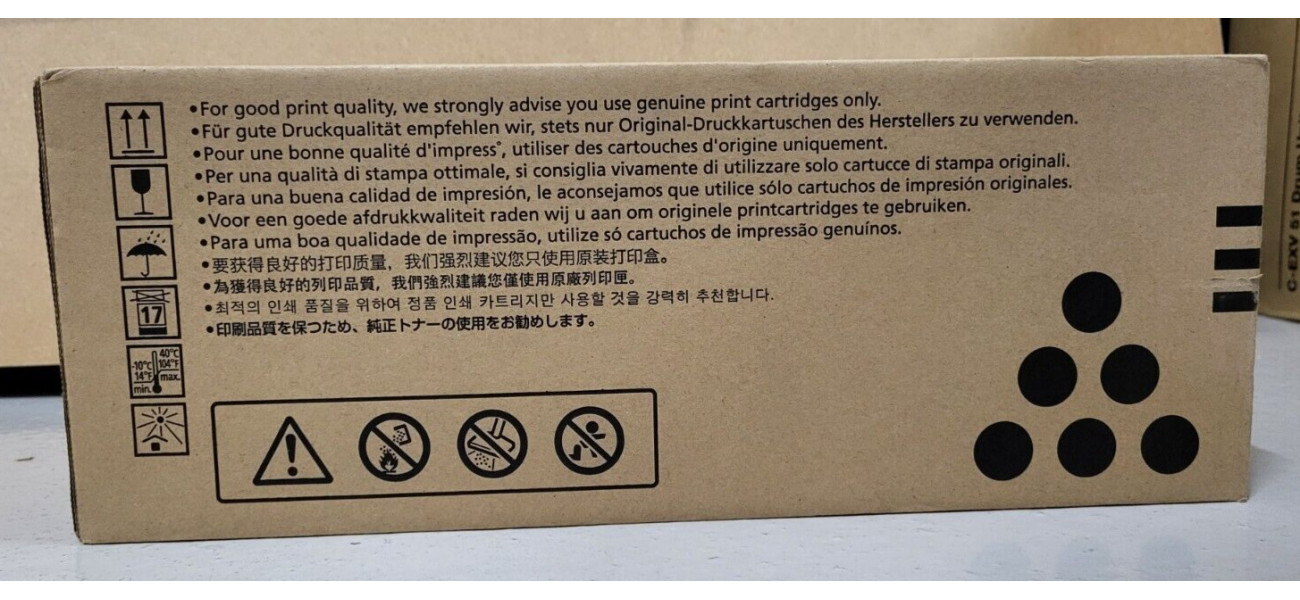 •For good print quality, we strongly advise you use genuine print cartridges only.
•Für gute Druckqualität empfehlen wir, stets nur Original-Druckkartuschen des Herstellers zu verwenden.
•Pour une bonne qualité d'impress°, utiliser des cartouches d'origine uniquement.
•Per una qualità di stampa ottimale, si consiglia vivamente di utilizzare solo cartucce di stampa originali.
•Para una buena calidad de impresión, le aconsejamos que utilice sólo cartuchos de impresión originales.
•Voor een goede afdrukkwaliteit raden wij u aan om originele printcartridges te gebruiken.
•Para uma boa qualidade de impressão, utilize só cartuchos de impressão genuínos.
•要获得良好的打印质量，我们强烈建议您只使用原装打印盒。
•為獲得良好的列印品質，我們強烈建議您僅使用原廠列印匣。
•최적의 인쇄 품질을 위하여 정품 인쇄 카트리지만 사용할 것을 강력히 추천합니다.
•印刷品質を保つため、純正トナーの使用をお勧めします。
17
40°C
-10°C 104°F
14°F max.
min.
C-EXV 51 Drum